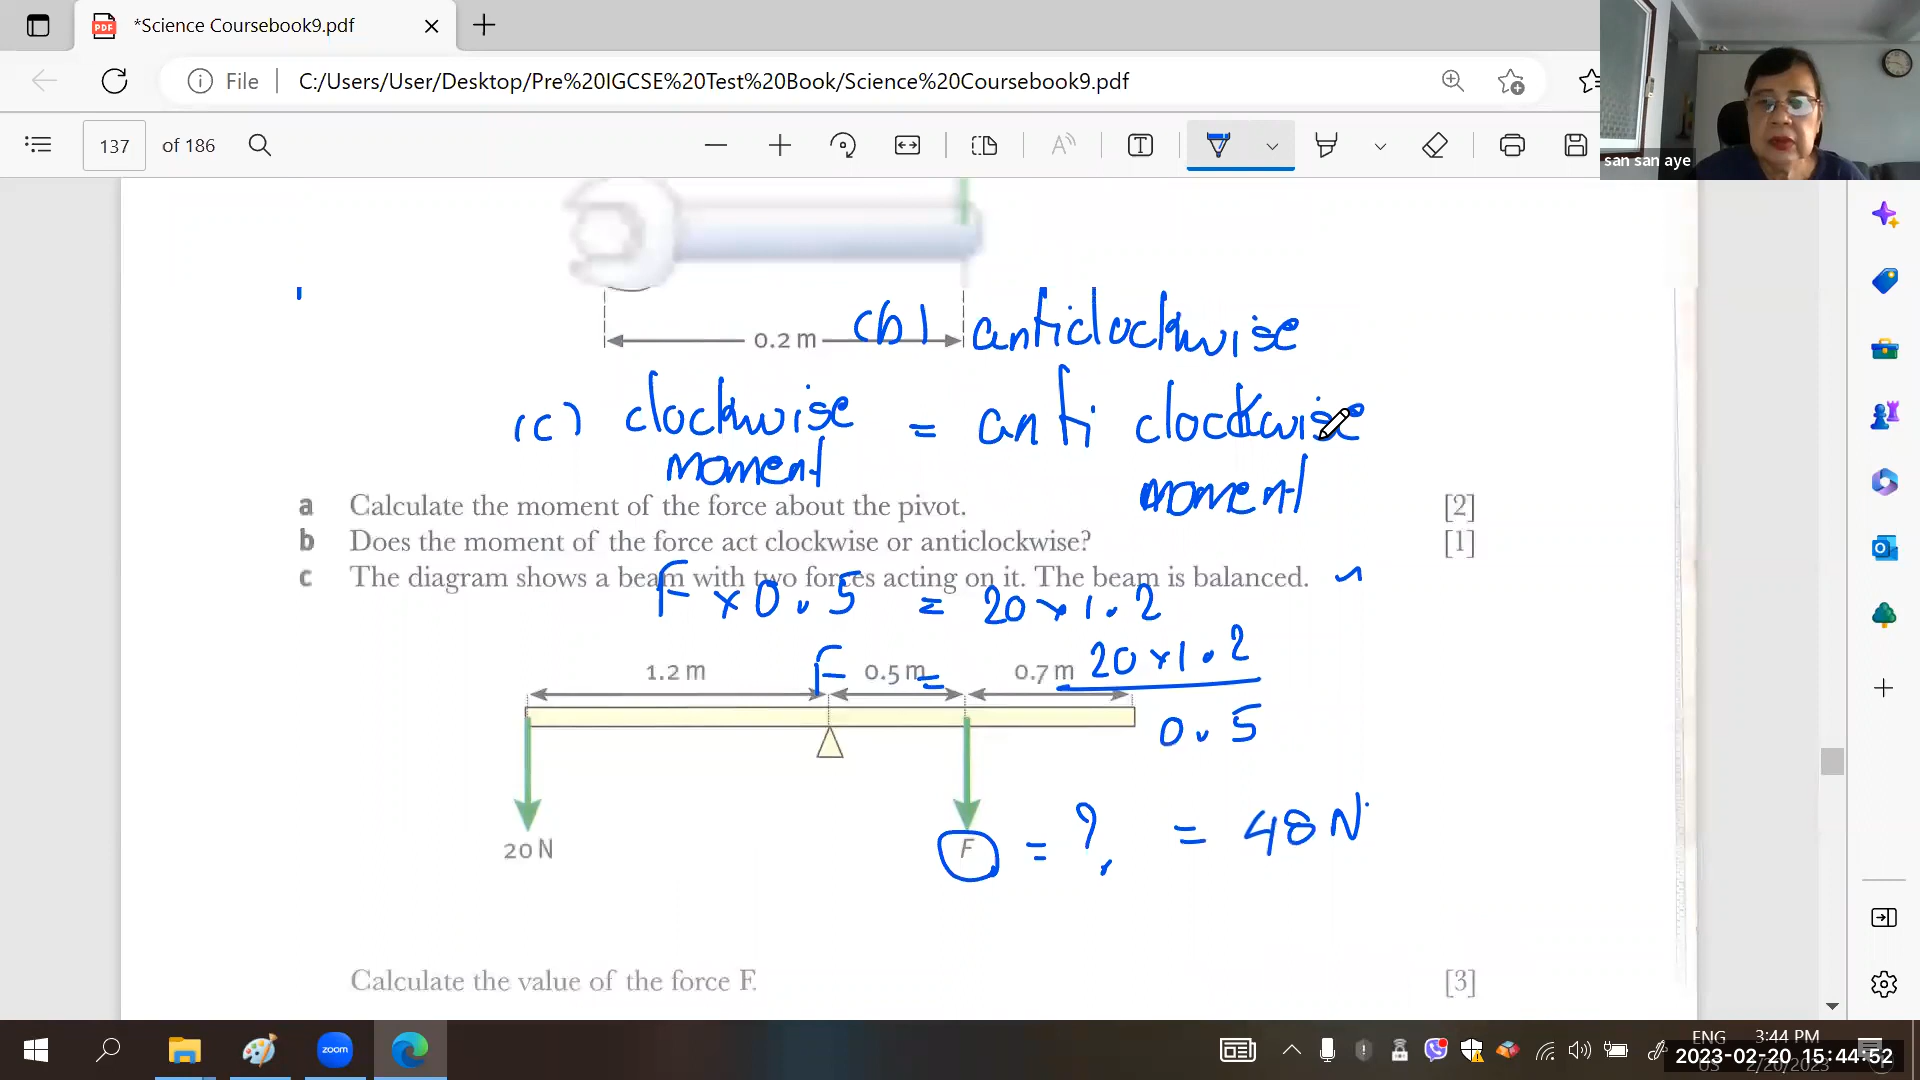 *Science Coursebook9.pdf
File C:/Users/User/Desktop/Pre%20IGCSE%20Test%20Book/Science%20Coursebook9.pdf
137 of 186
san san aye
0.2 m
(b) anticlockwise
(c) clockwise moment = anti clockwise moment
a Calculate the moment of the force about the pivot. [2]
b Does the moment of the force act clockwise or anticlockwise? [1]
c The diagram shows a beam with two forces acting on it. The beam is balanced.
F × 0.5 = 20 × 1.2
F = 20 × 1.2
0.5
1.2 m 0.5 m 0.7 m
20 N
F = ? = 48 N
Calculate the value of the force F. [3]
zoom
ENG 3:44 PM
2023-02-20 15:44:52